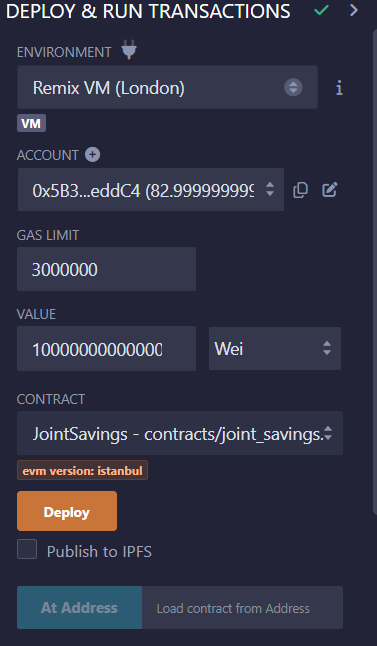 DEPLOY & RUN TRANSACTIONS
ENVIRONMENT
Remix VM (London)
VM
ACCOUNT
0x5B3...eddC4 (82.999999999
GAS LIMIT
3000000
VALUE
10000000000000
Wei
CONTRACT
JointSavings - contracts/joint_savings.
evm version: istanbul
Deploy
Publish to IPFS
At Address
Load contract from Address